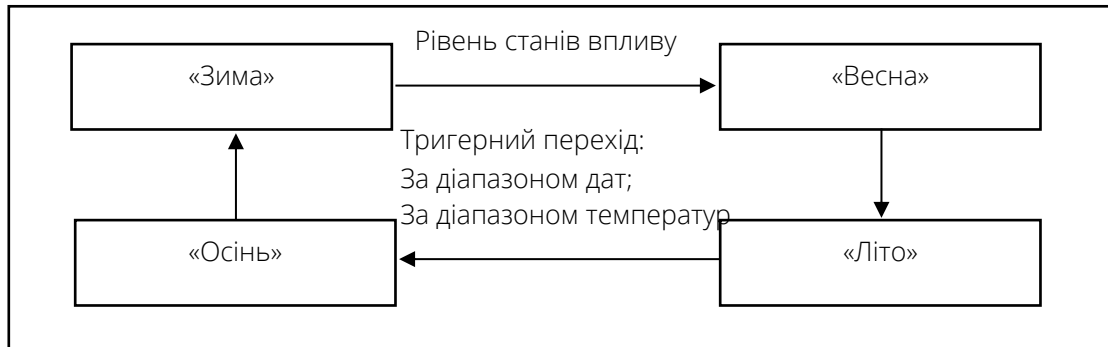 Рівень станів впливу
«Зима»
«Весна»
Тригерний перехід:
За діапазоном дат;
За діапазоном температур
«Осінь»
«Літо»